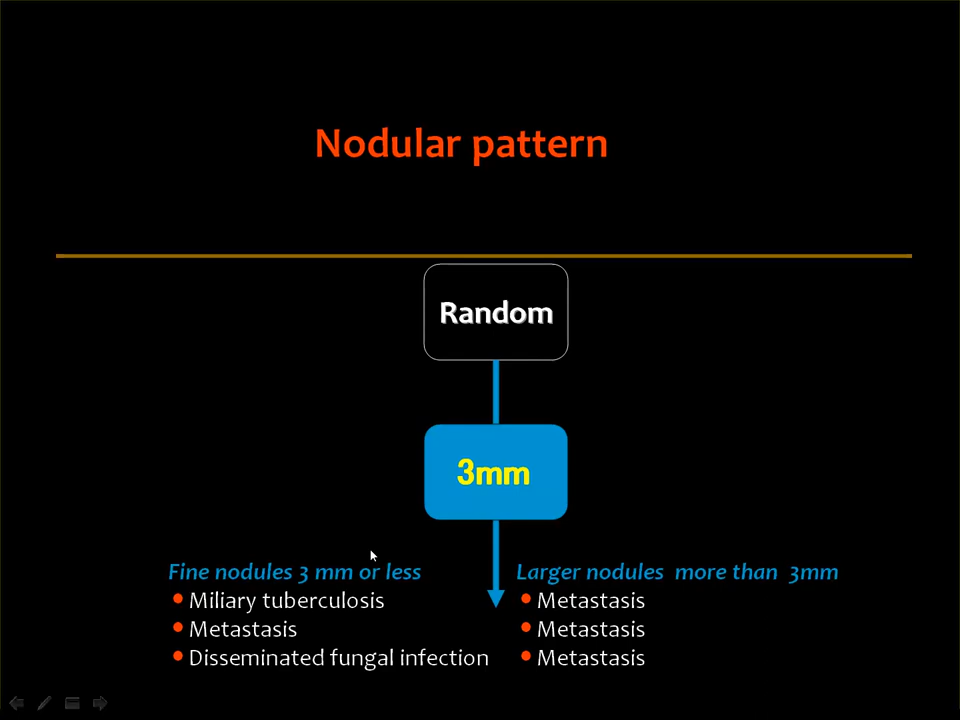 Nodular pattern
Random
3mm
Fine nodules 3 mm or less
Miliary tuberculosis
Metastasis
Disseminated fungal infection
Larger nodules more than 3mm
Metastasis
Metastasis
Metastasis